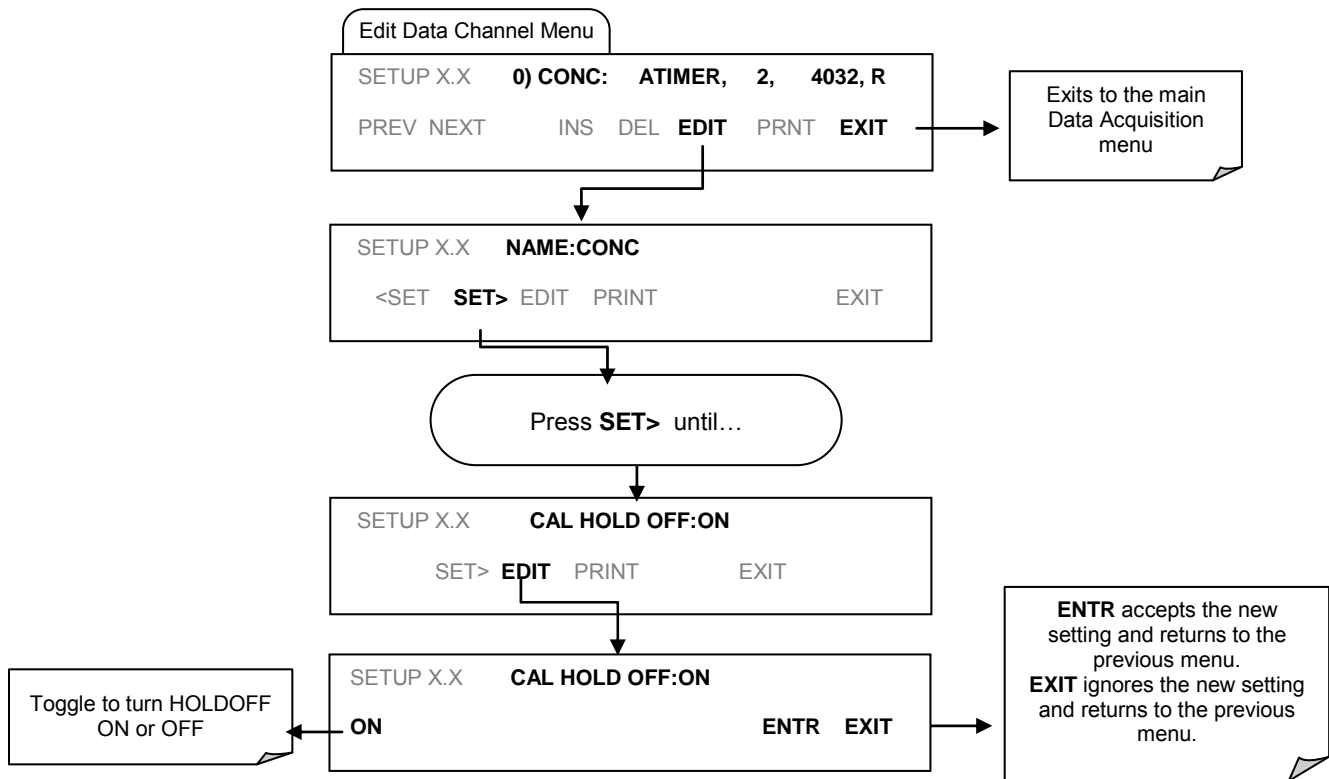 Edit Data Channel Menu
SETUP X.X 0) CONC: ATIMER, 2, 4032, R
PREV NEXT INS DEL EDIT PRNT EXIT
Exits to the main
Data Acquisition
menu
SETUP X.X NAME:CONC
<SET SET> EDIT PRINT EXIT
Press SET> until…
SETUP X.X CAL HOLD OFF:ON
SET> EDIT PRINT EXIT
SETUP X.X CAL HOLD OFF:ON
ON ENTR EXIT
Toggle to turn HOLDOFF
ON or OFF
ENTR accepts the new
setting and returns to the
previous menu.
EXIT ignores the new setting
and returns to the previous
menu.